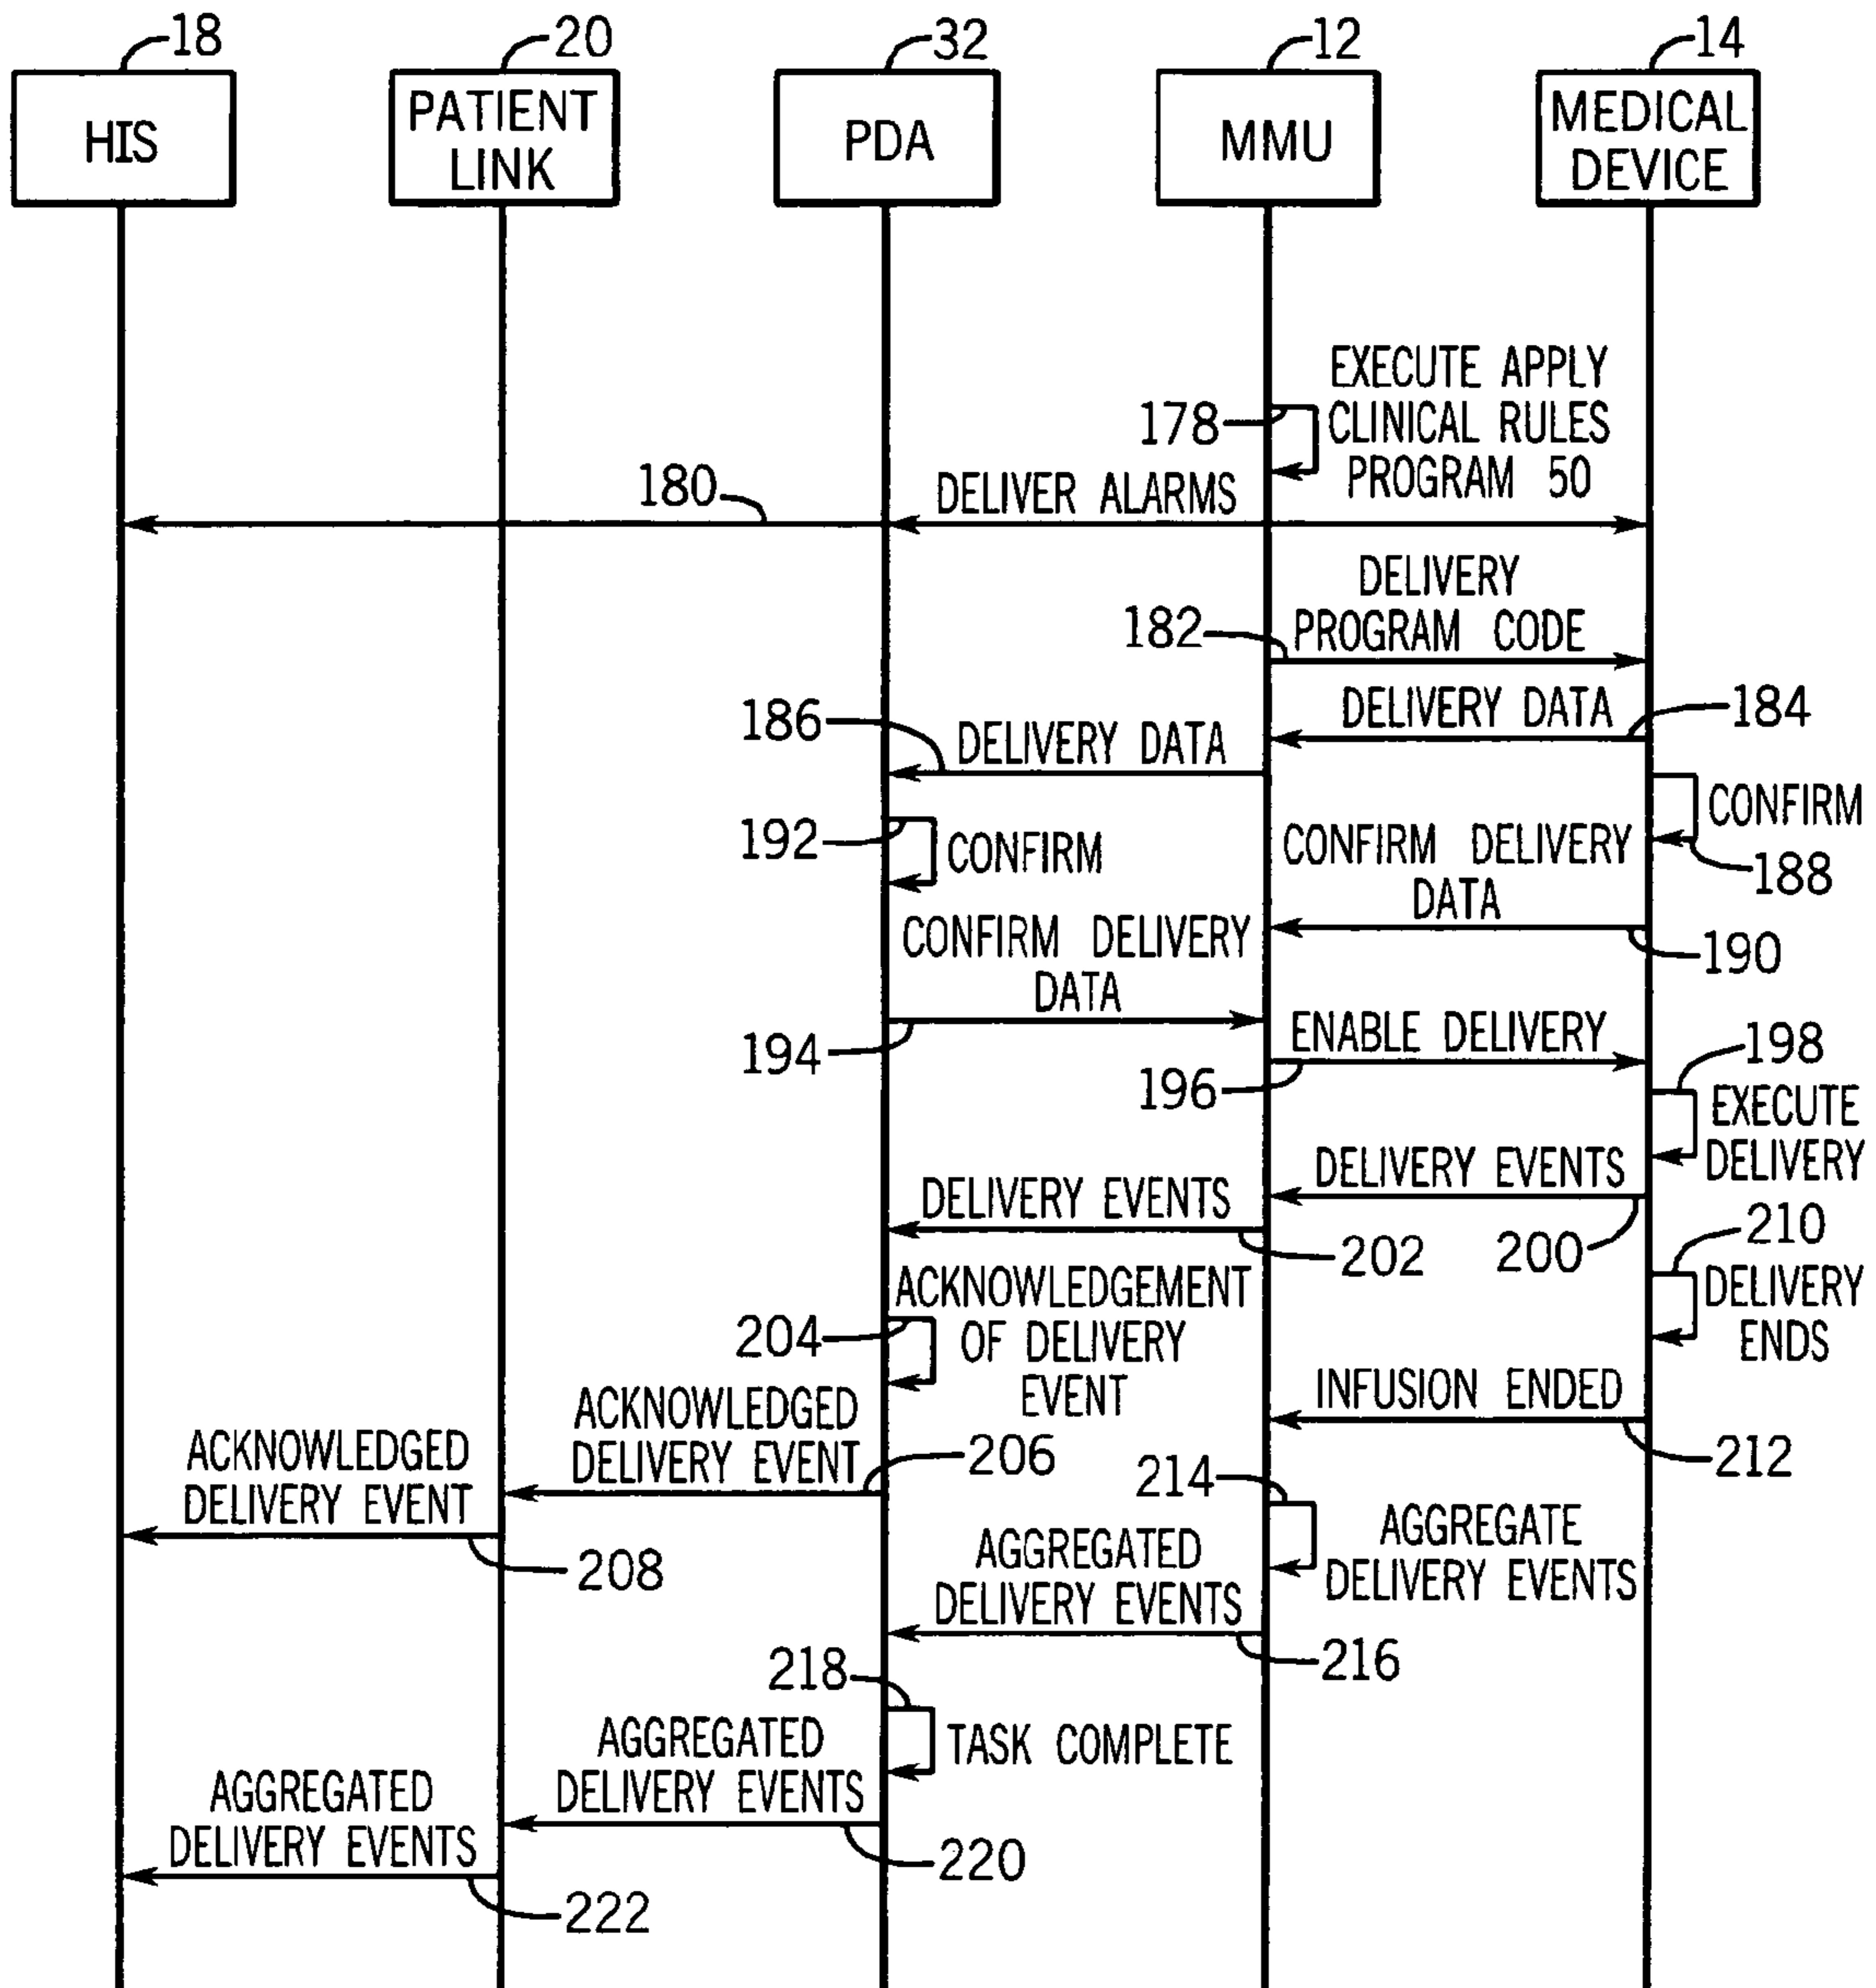 18
20
32
12
14
HIS
PATIENT
LINK
PDA
MMU
MEDICAL
DEVICE
EXECUTE APPLY
CLINICAL RULES
PROGRAM 50
178
180
DELIVER ALARMS
DELIVERY
PROGRAM CODE
182
DELIVERY DATA
184
186
DELIVERY DATA
CONFIRM
188
192
CONFIRM
CONFIRM DELIVERY
DATA
190
CONFIRM DELIVERY
DATA
194
ENABLE DELIVERY
196
198
EXECUTE
DELIVERY
DELIVERY EVENTS
200
DELIVERY EVENTS
202
210
DELIVERY
ENDS
204
ACKNOWLEDGEMENT
OF DELIVERY
EVENT
INFUSION ENDED
212
ACKNOWLEDGED
DELIVERY EVENT
206
ACKNOWLEDGED
DELIVERY EVENT
208
214
AGGREGATE
DELIVERY EVENTS
AGGREGATED
DELIVERY EVENTS
216
218
TASK COMPLETE
AGGREGATED
DELIVERY EVENTS
220
AGGREGATED
DELIVERY EVENTS
222